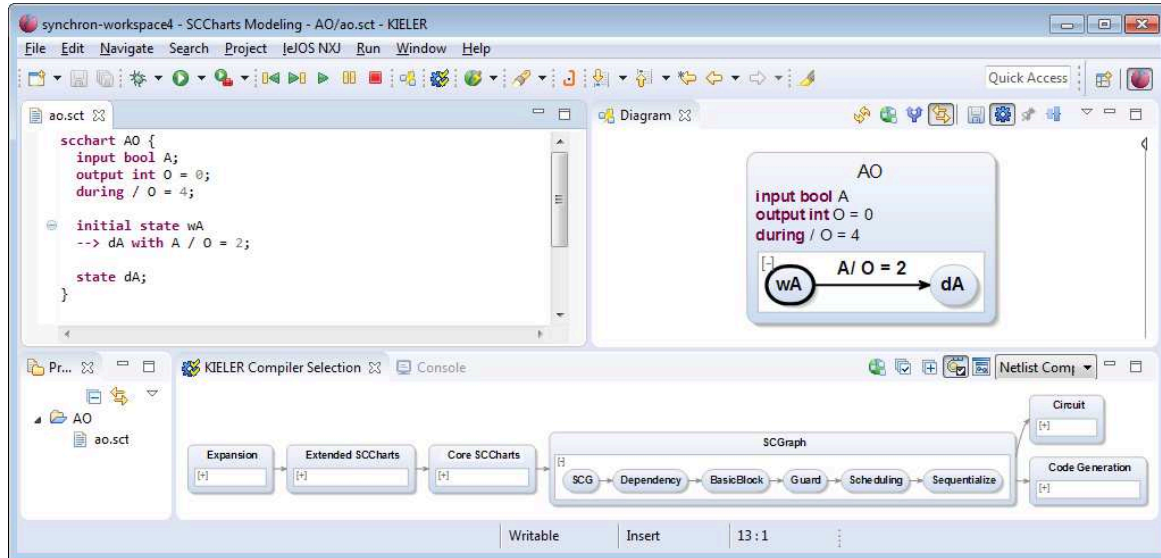 synchron-workspace4 - SCCharts Modeling - AO/ao.sct - KIELER
File Edit Navigate Search Project leJOS NXJ Run Window Help
Quick Access
ao.sct
scchart AO {
input bool A;
output int O = 0;
during / O = 4;
initial state wA
--> dA with A / O = 2;
state dA;
}
Diagram
AO
input bool A
output int O = 0
during / O = 4
[-]
wA
A/ O = 2
dA
Pr...
AO
ao.sct
KIELER Compiler Selection
Console
Netlist Comp
Expansion
[+]
Extended SCCharts
[+]
Core SCCharts
[+]
SCGraph
[-]
SCG
Dependency
BasicBlock
Guard
Scheduling
Sequentialize
Circuit
[+]
Code Generation
[+]
Writable
Insert
13 : 1